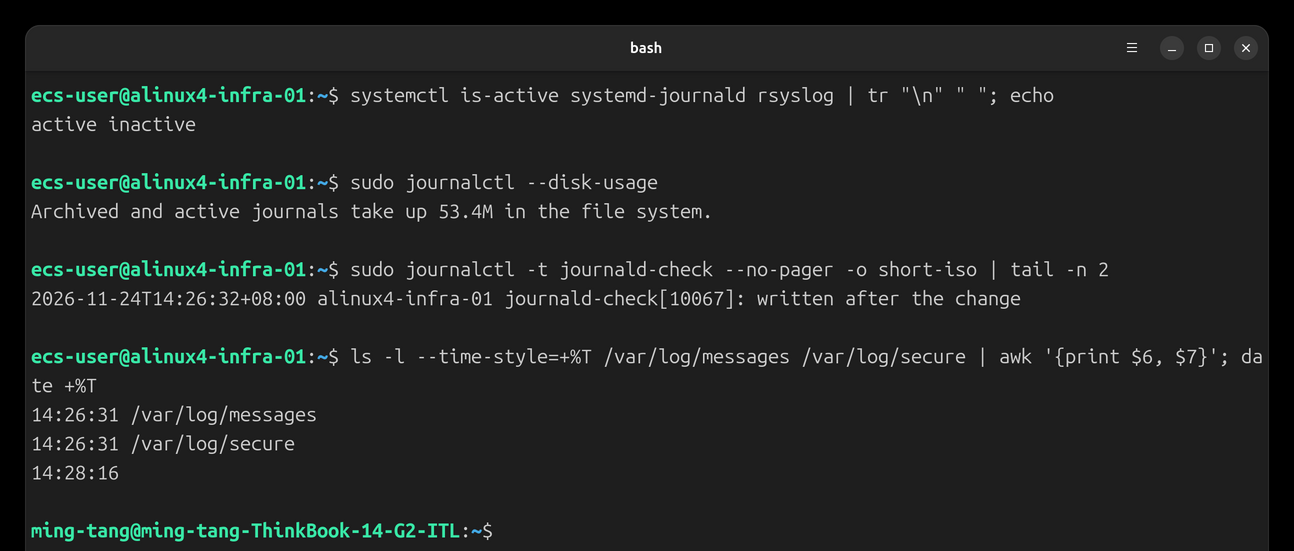 bash
ecs-user@alinux4-infra-01:~$ systemctl is-active systemd-journald rsyslog | tr "\n" " "; echo
active inactive
ecs-user@alinux4-infra-01:~$ sudo journalctl --disk-usage
Archived and active journals take up 53.4M in the file system.
ecs-user@alinux4-infra-01:~$ sudo journalctl -t journald-check --no-pager -o short-iso | tail -n 2
2026-11-24T14:26:32+08:00 alinux4-infra-01 journald-check[10067]: written after the change
ecs-user@alinux4-infra-01:~$ ls -l --time-style=+%T /var/log/messages /var/log/secure | awk '{print $6, $7}'; da
te +%T
14:26:31 /var/log/messages
14:26:31 /var/log/secure
14:28:16
ming-tang@ming-tang-ThinkBook-14-G2-ITL:~$